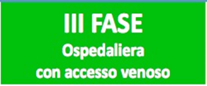 III FASE
Ospedaliera
con accesso venoso